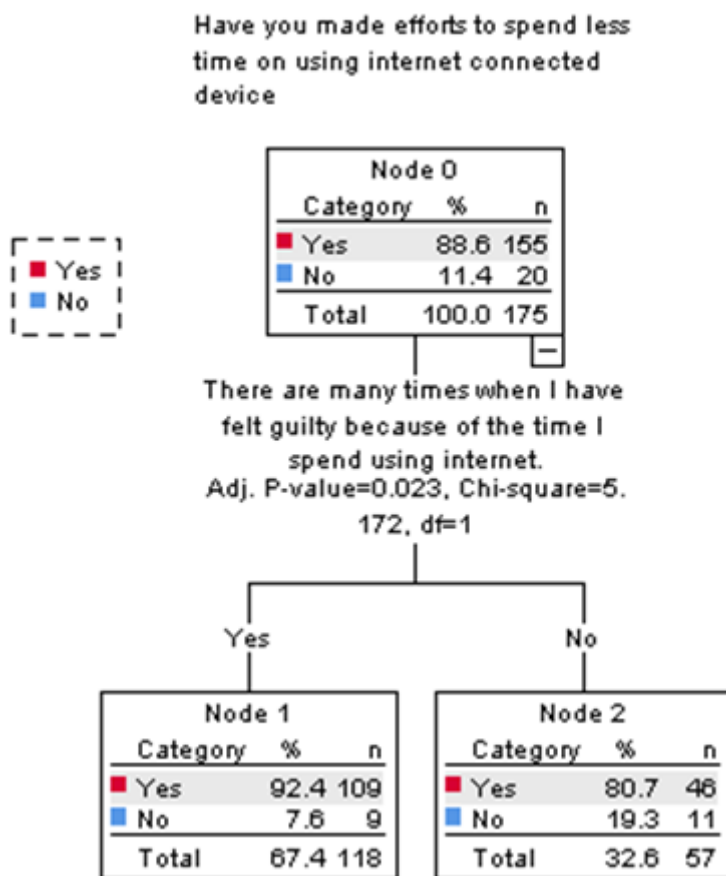 Have you made efforts to spend less
time on using internet connected
device
Node 0
Category % n
Yes 88.6 155
No 11.4 20
Total 100.0 175
Yes
No
There are many times when I have
felt guilty because of the time I
spend using internet.
Adj. P-value=0.023, Chi-square=5.
172, df=1
Yes
No
Node 1
Category % n
Yes 92.4 109
No 7.6 9
Total 67.4 118
Node 2
Category % n
Yes 80.7 46
No 19.3 11
Total 32.6 57